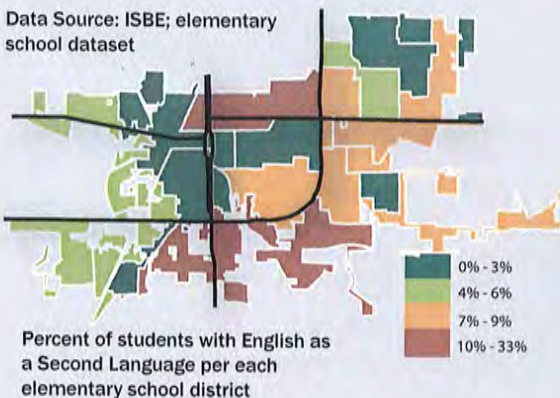 Data Source: ISBE; elementary
school dataset
0% - 3%
4% - 6%
7% - 9%
10% - 33%
Percent of students with English as
a Second Language per each
elementary school district